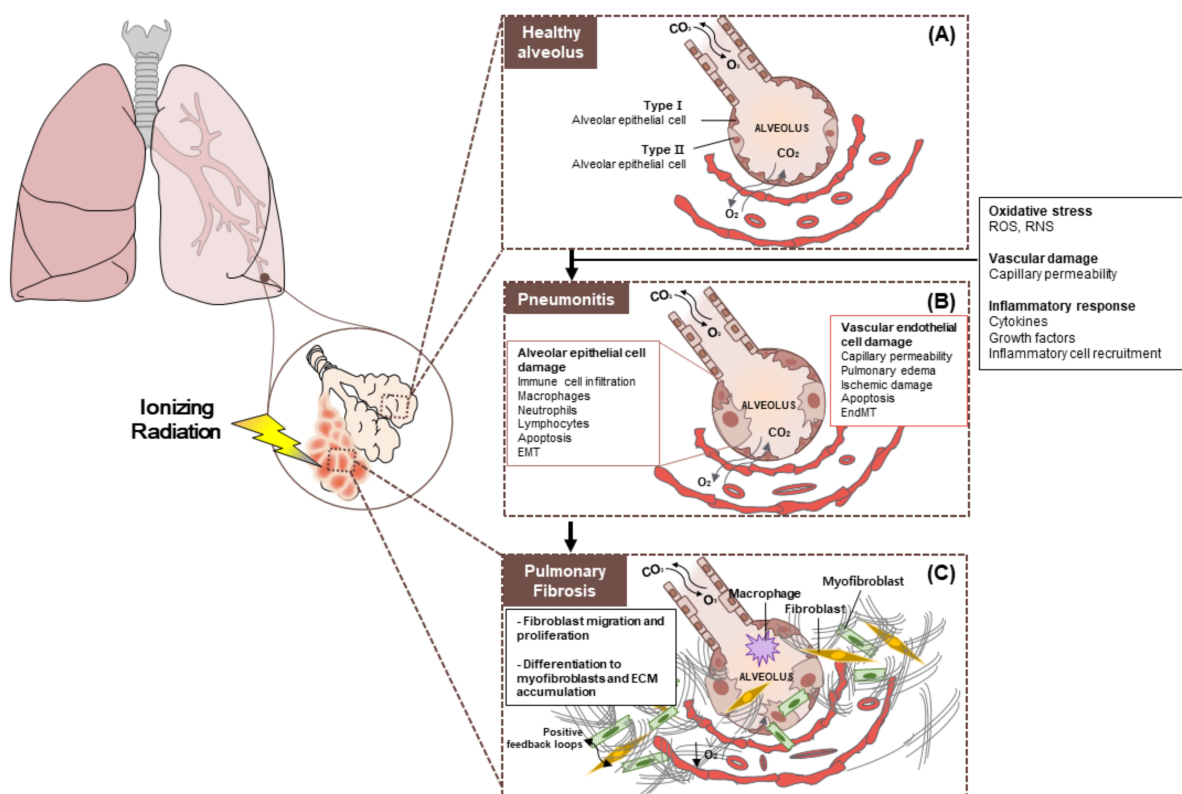 Healthy
alveolus
(A)
CO₂
O₂
Type I
Alveolar epithelial cell
ALVEOLUS
Type II
Alveolar epithelial cell
CO₂
O₂
Oxidative stress
ROS, RNS
Vascular damage
Capillary permeability
Inflammatory response
Cytokines
Growth factors
Inflammatory cell recruitment
Pneumonitis
(B)
CO₂
O₂
Alveolar epithelial cell
damage
Immune cell infiltration
Macrophages
Neutrophils
Lymphocytes
Apoptosis
EMT
Vascular endothelial
cell damage
Capillary permeability
Pulmonary edema
Ischemic damage
Apoptosis
EndMT
ALVEOLUS
CO₂
O₂
Ionizing
Radiation
Pulmonary
Fibrosis
(C)
CO₂
O₂
Macrophage
Myofibroblast
Fibroblast
- Fibroblast migration and
proliferation
- Differentiation to
myofibroblasts and ECM
accumulation
ALVEOLUS
Positive
feedback loops
O₂